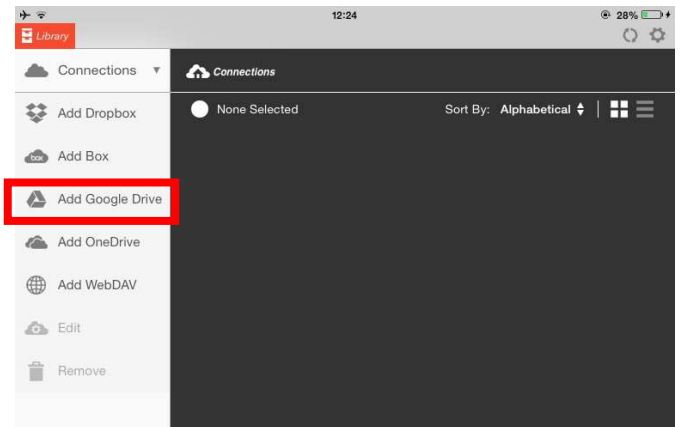 12:24
28%
Library
Connections
Connections
None Selected
Sort By: Alphabetical
Add Dropbox
box
Add Box
Add Google Drive
Add OneDrive
Add WebDAV
Edit
Remove